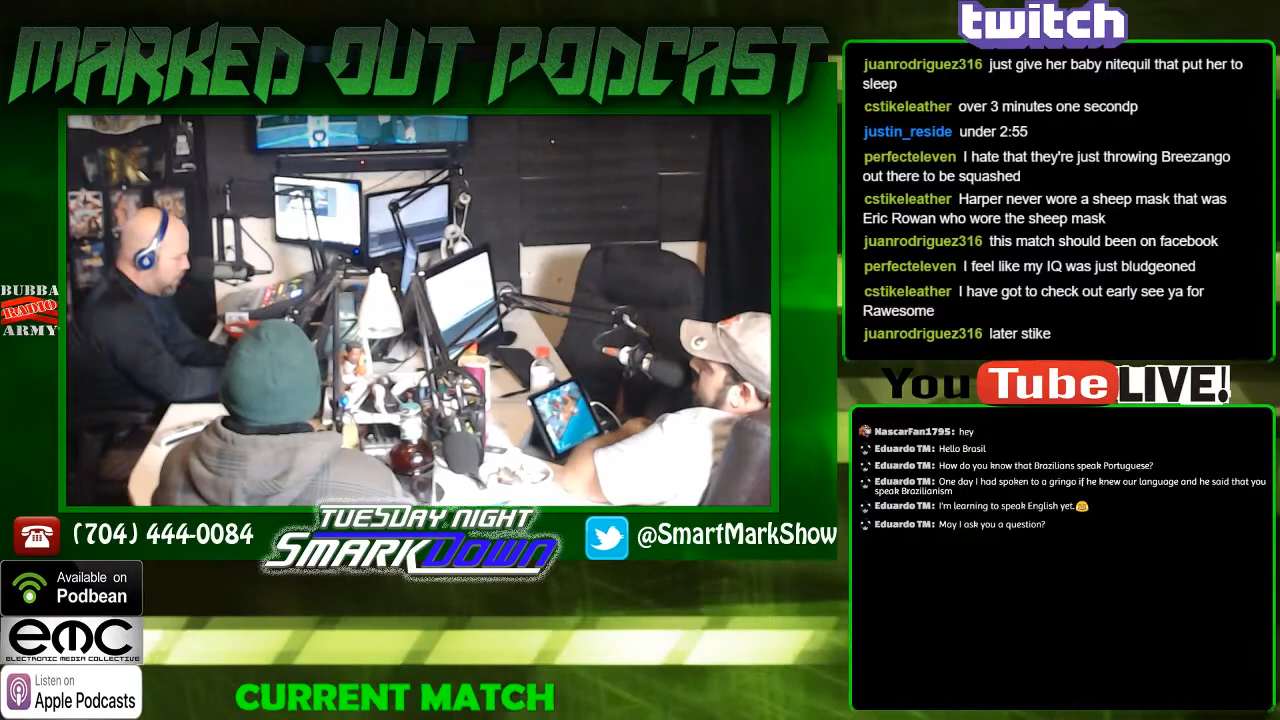 MARKED OUT PODCAST
twitch
juanrodriguez316 just give her baby nitequil that put her to
sleep
cstikeleather over 3 minutes one secondp
justin_reside under 2:55
perfecteleven I hate that they're just throwing Breezango
out there to be squashed
cstikeleather Harper never wore a sheep mask that was
Eric Rowan who wore the sheep mask
juanrodriguez316 this match should been on facebook
perfecteleven I feel like my IQ was just bludgeoned
cstikeleather I have got to check out early see ya for
Rawesome
juanrodriguez316 later stike
BUBBA
RADIO
ARMY
You Tube LIVE!
NascarFan1795: hey
Eduardo TM: Hello Brasil
Eduardo TM: How do you know that Brazilians speak Portuguese?
Eduardo TM: One day I had spoken to a gringo if he knew our language and he said that you
speak Brazilianism
Eduardo TM: I'm learning to speak English yet.😄
Eduardo TM: May I ask you a question?
(704) 444-0084
TUESDAY NIGHT
SMARKDOWN
@SmartMarkShow
Available on
Podbean
emc
ELECTRONIC MEDIA COLLECTIVE
Listen on
Apple Podcasts
CURRENT MATCH